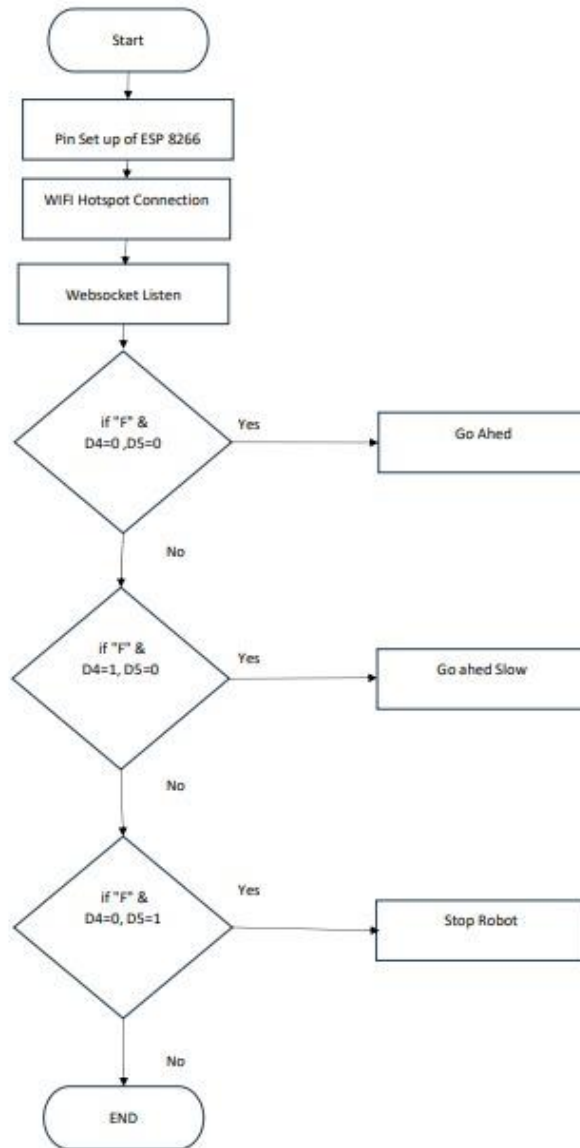 Start
Pin Set up of ESP 8266
WIFI Hotspot Connection
Websocket Listen
if "F" &
D4=0 ,D5=0
Yes
Go Ahed
No
if "F" &
D4=1, D5=0
Yes
Go ahed Slow
No
if "F" &
D4=0, D5=1
Yes
Stop Robot
No
END